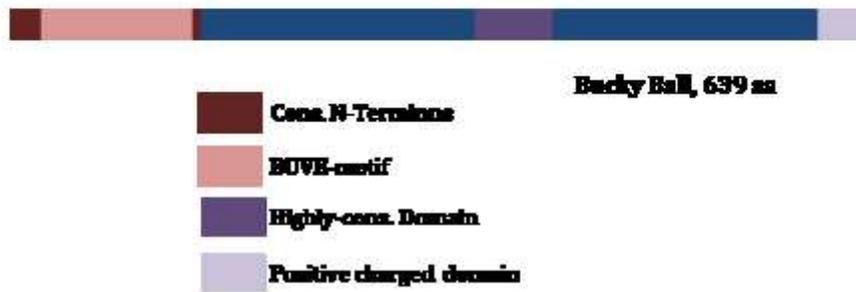 Bucky Ball, 639 aa
Cons. N-Terminus
BUVE-motif
Highly-cons. Domain
Positive charged domain